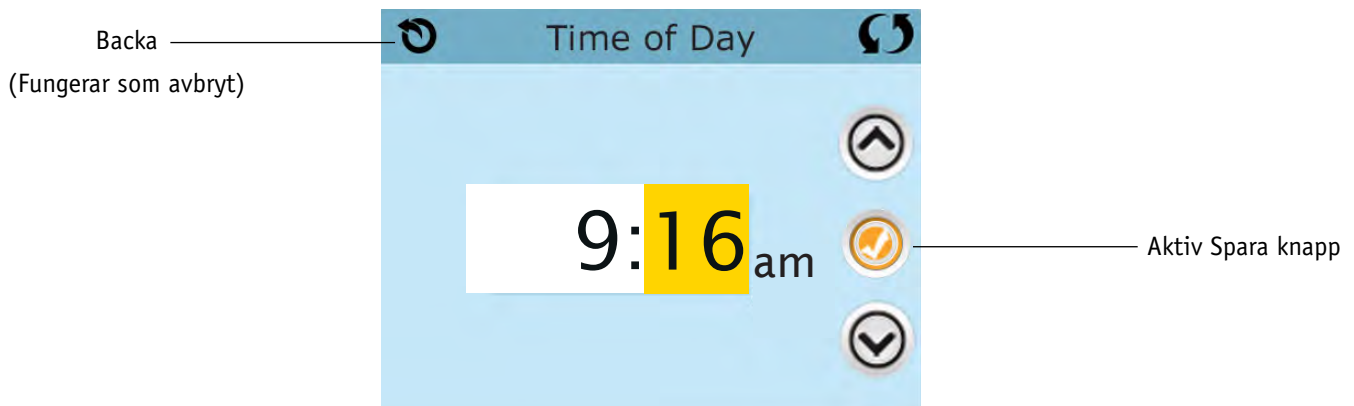 Backa
(Fungerar som avbryt)
Time of Day
9:16 am
Aktiv Spara knapp